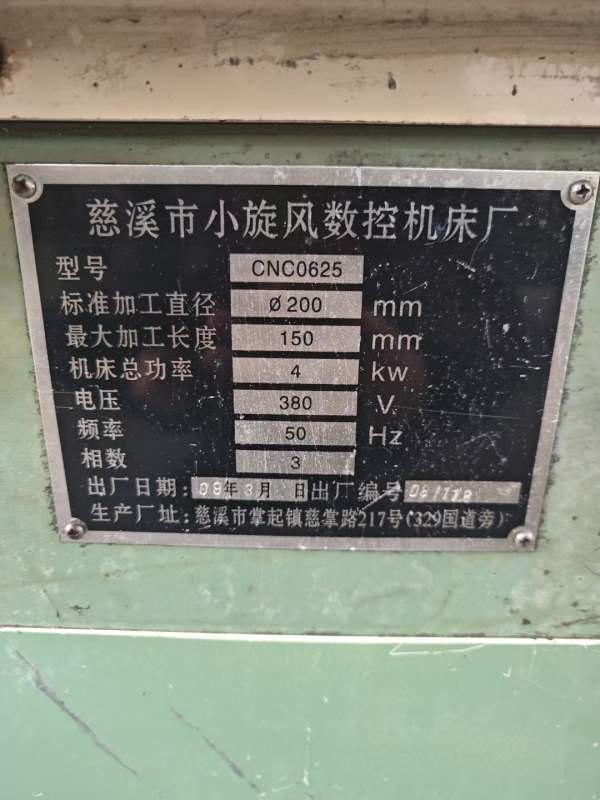 慈溪市小旋风数控机床厂
型号 CNC0625
标准加工直径 Ø200 mm
最大加工长度 150 mm
机床总功率 4 kw
电压 380 V
频率 50 Hz
相数 3
出厂日期: 08年3月 日出厂编号
生产厂址: 慈溪市掌起镇慈掌路217号(329国道旁)